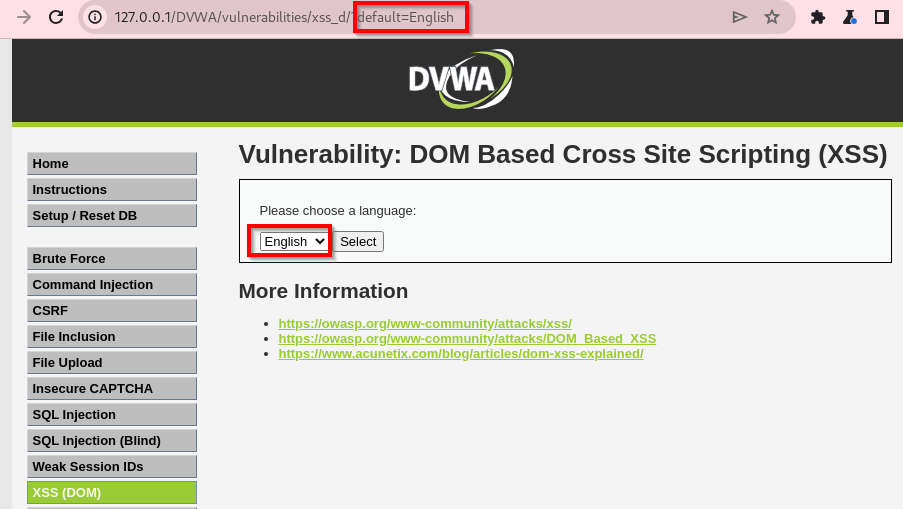 127.0.0.1/DVWA/vulnerabilities/xss_d/?default=English
DVWA
Home
Instructions
Setup / Reset DB
Brute Force
Command Injection
CSRF
File Inclusion
File Upload
Insecure CAPTCHA
SQL Injection
SQL Injection (Blind)
Weak Session IDs
XSS (DOM)
Vulnerability: DOM Based Cross Site Scripting (XSS)
Please choose a language:
English Select
More Information
• https://owasp.org/www-community/attacks/xss/
• https://owasp.org/www-community/attacks/DOM_Based_XSS
• https://www.acunetix.com/blog/articles/dom-xss-explained/